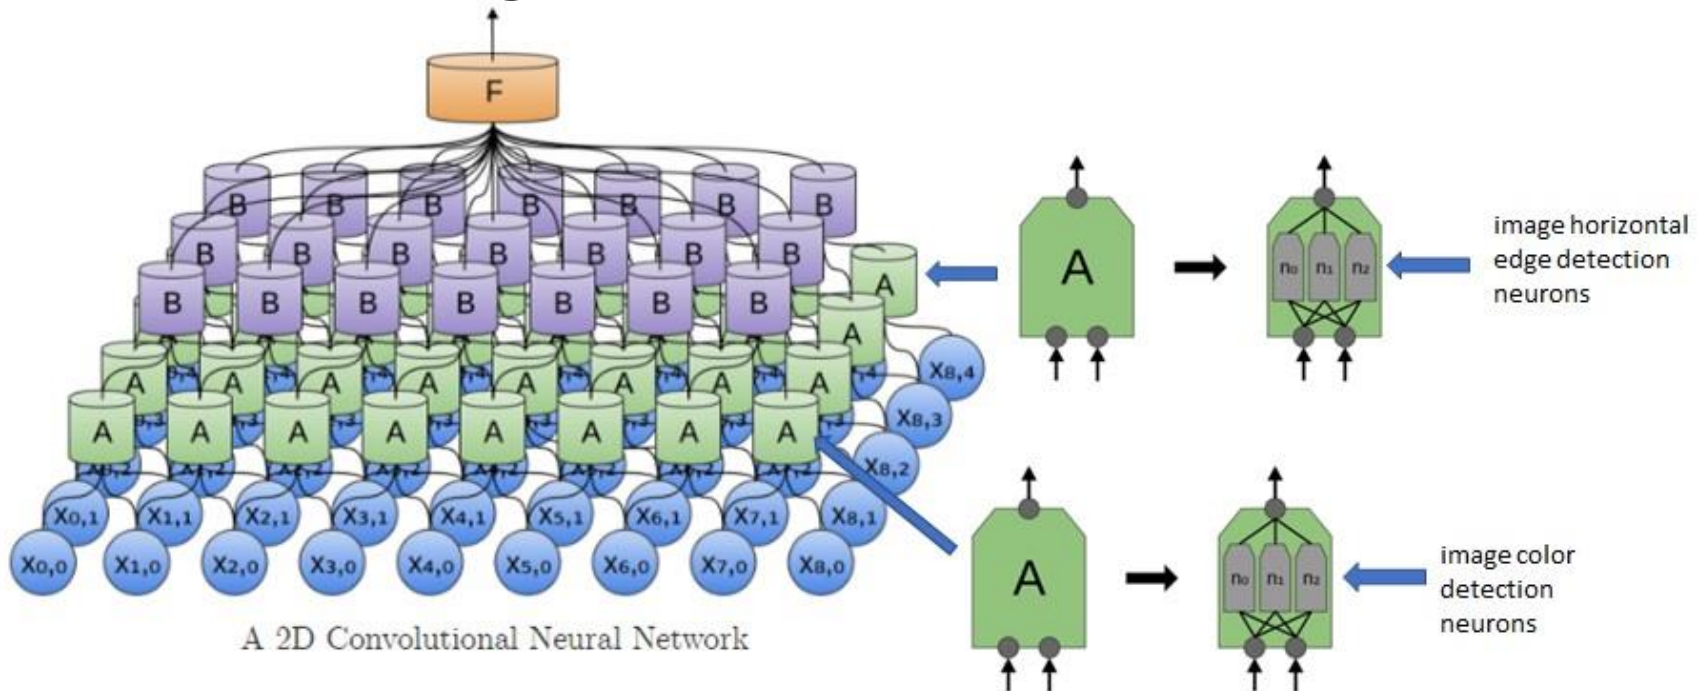 F
B B B B B B B
B B B B B B B
B B B B B B B
A
A
A A A A A A A A
A A A A A A A A
X8,4
X8,3
X8,2
X0,1 X1,1 X2,1 X3,1 X4,1 X5,1 X6,1 X7,1 X8,1
X0,0 X1,0 X2,0 X3,0 X4,0 X5,0 X6,0 X7,0 X8,0
A 2D Convolutional Neural Network
A
n0 n1 n2
image horizontal
edge detection
neurons
A
n0 n1 n2
image color
detection
neurons